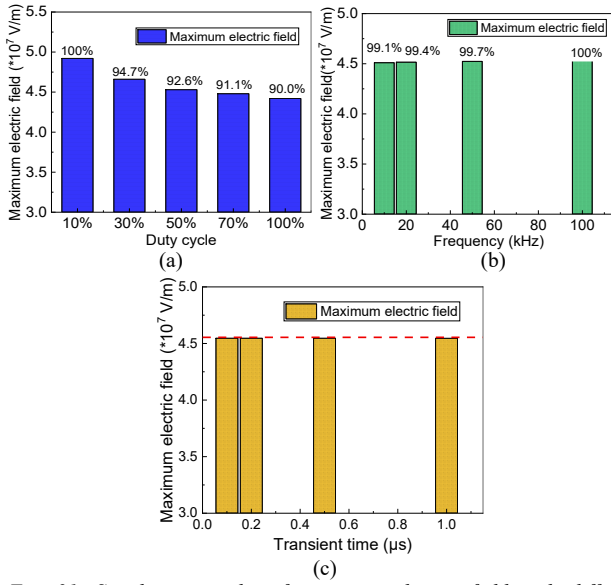 Maximum electric field (*10⁷ V/m)
5.0
4.5
4.0
3.5
3.0
Maximum electric field
100%
94.7%
92.6%
91.1%
90.0%
10% 30% 50% 70% 100%
Duty cycle
(a)
Maximum electric field(*10⁷ V/m)
5.0
4.5
4.0
3.5
3.0
Maximum electric field
99.1% 99.4% 99.7% 100%
0 20 40 60 80 100
Frequency (kHz)
(b)
Maximum electric field (*10⁷ V/m)
5.0
4.5
4.0
3.5
3.0
Maximum electric field
0.0 0.2 0.4 0.6 0.8 1.0
Transient time (μs)
(c)